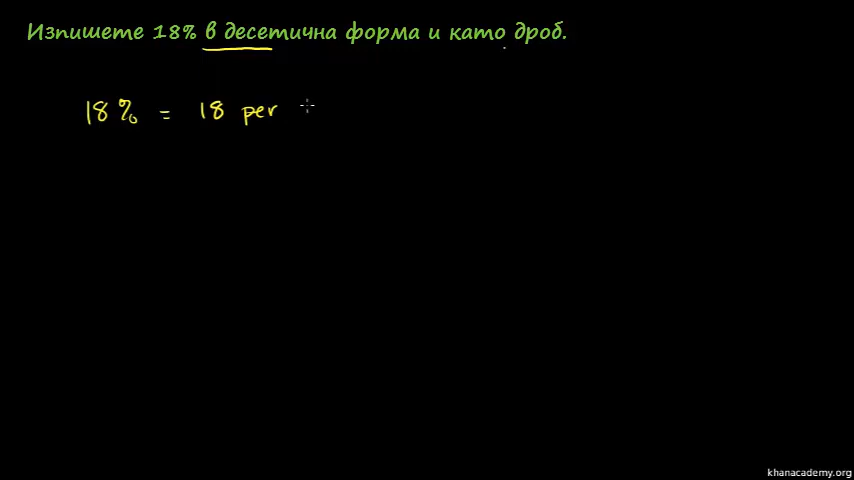 Изпишете 18% в десетична форма и като дроб.
18% = 18 per
khanacademy.org